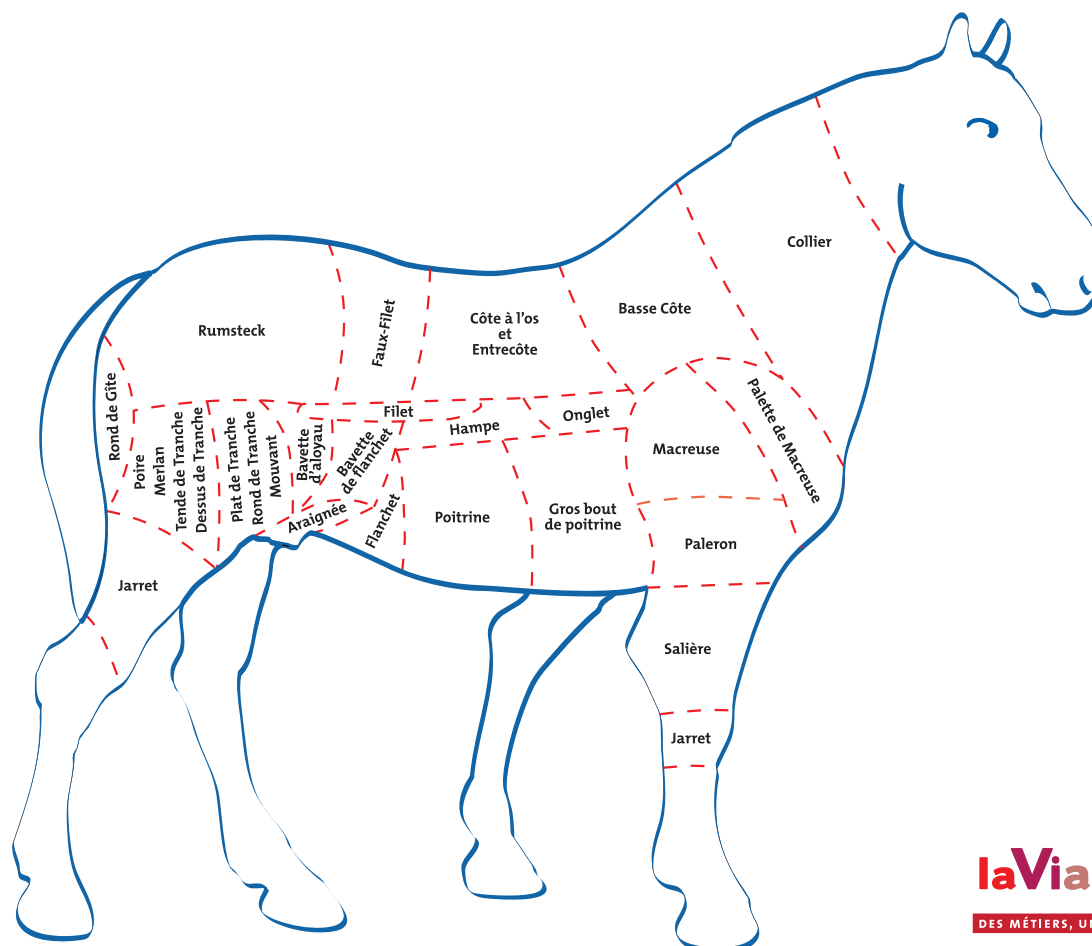 Collier
Basse Côte
Côte à l'os
et
Entrecôte
Faux-Filet
Rumsteck
Rond de Gîte
Poire
Merlan
Tende de Tranche
Dessus de Tranche
Plat de Tranche
Rond de Tranche
Mouvant
Bavette
d'aloyau
Bavette
de flanchet
Filet
Hampe
Onglet
Araignée
Flanchet
Poitrine
Gros bout
de poitrine
Macreuse
Palette de Macreuse
Paleron
Jarret
Salière
Jarret
laVia
DES MÉTIERS, U